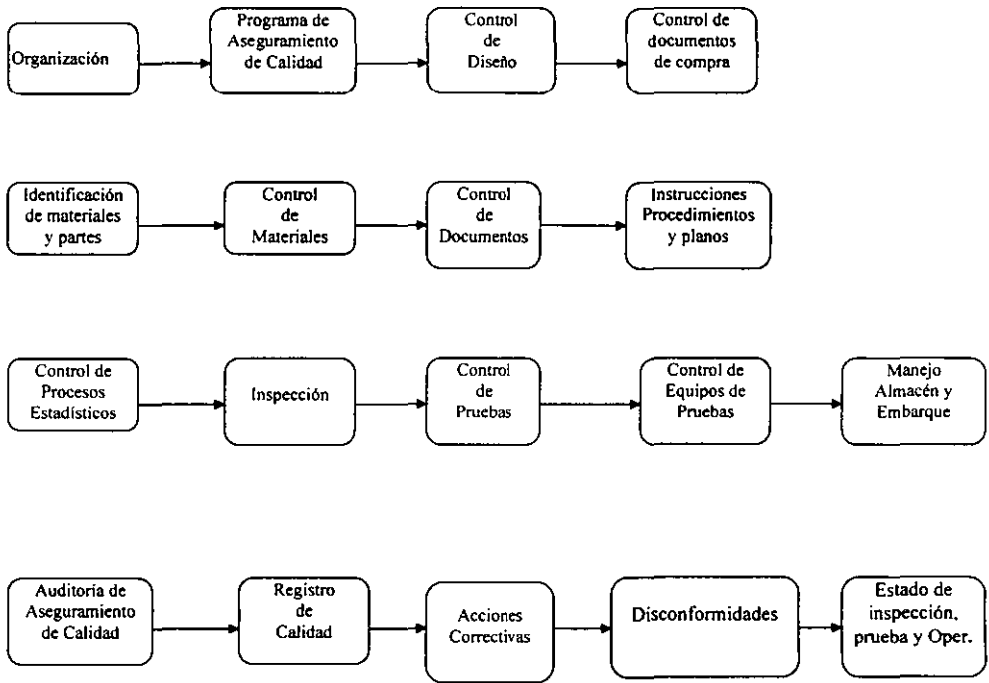 Organización
Programa de
Aseguramiento
de Calidad
Control
de
Diseño
Control de
documentos
de compra
Identificación
de materiales
y partes
Control
de
Materiales
Control
de
Documentos
Instrucciones
Procedimientos
y planos
Control de
Procesos
Estadísticos
Inspección
Control
de
Pruebas
Control de
Equipos de
Pruebas
Manejo
Almacén y
Embarque
Auditoría de
Aseguramiento
de Calidad
Registro
de
Calidad
Acciones
Correctivas
Disconformidades
Estado de
inspección,
prueba y Oper.